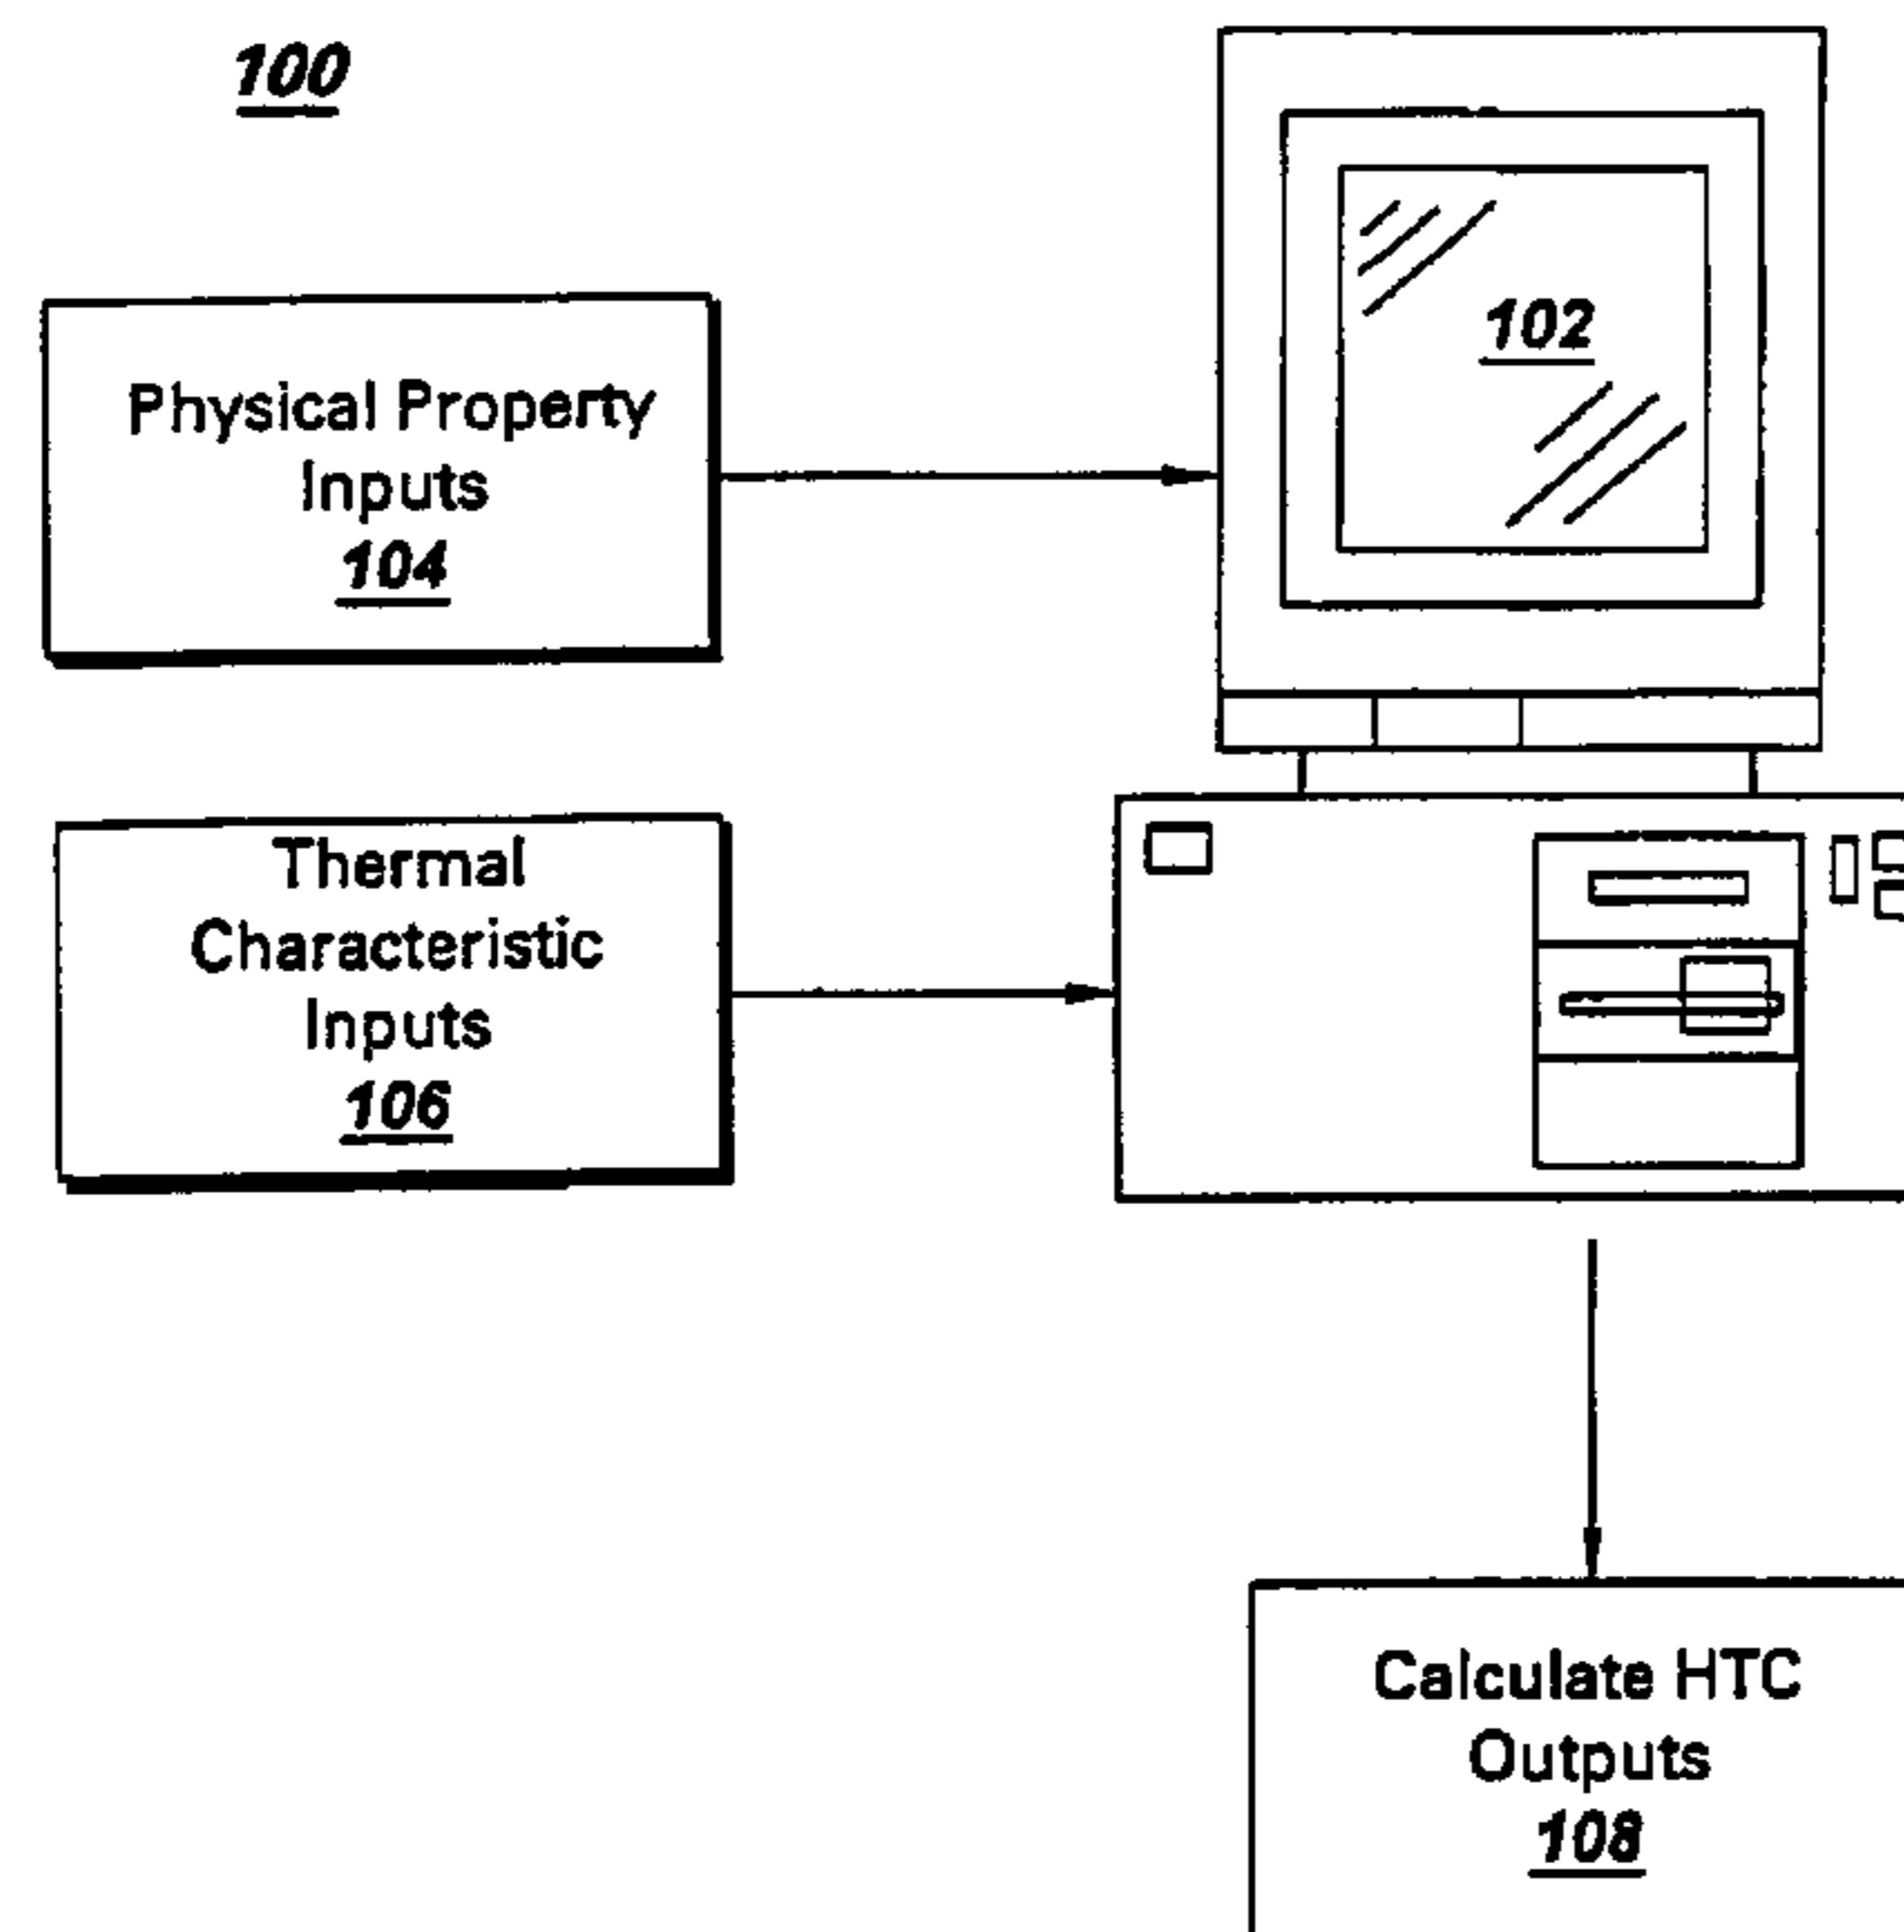 100
102
Physical Property
Inputs
104
Thermal
Characteristic
Inputs
106
Calculate HTC
Outputs
108